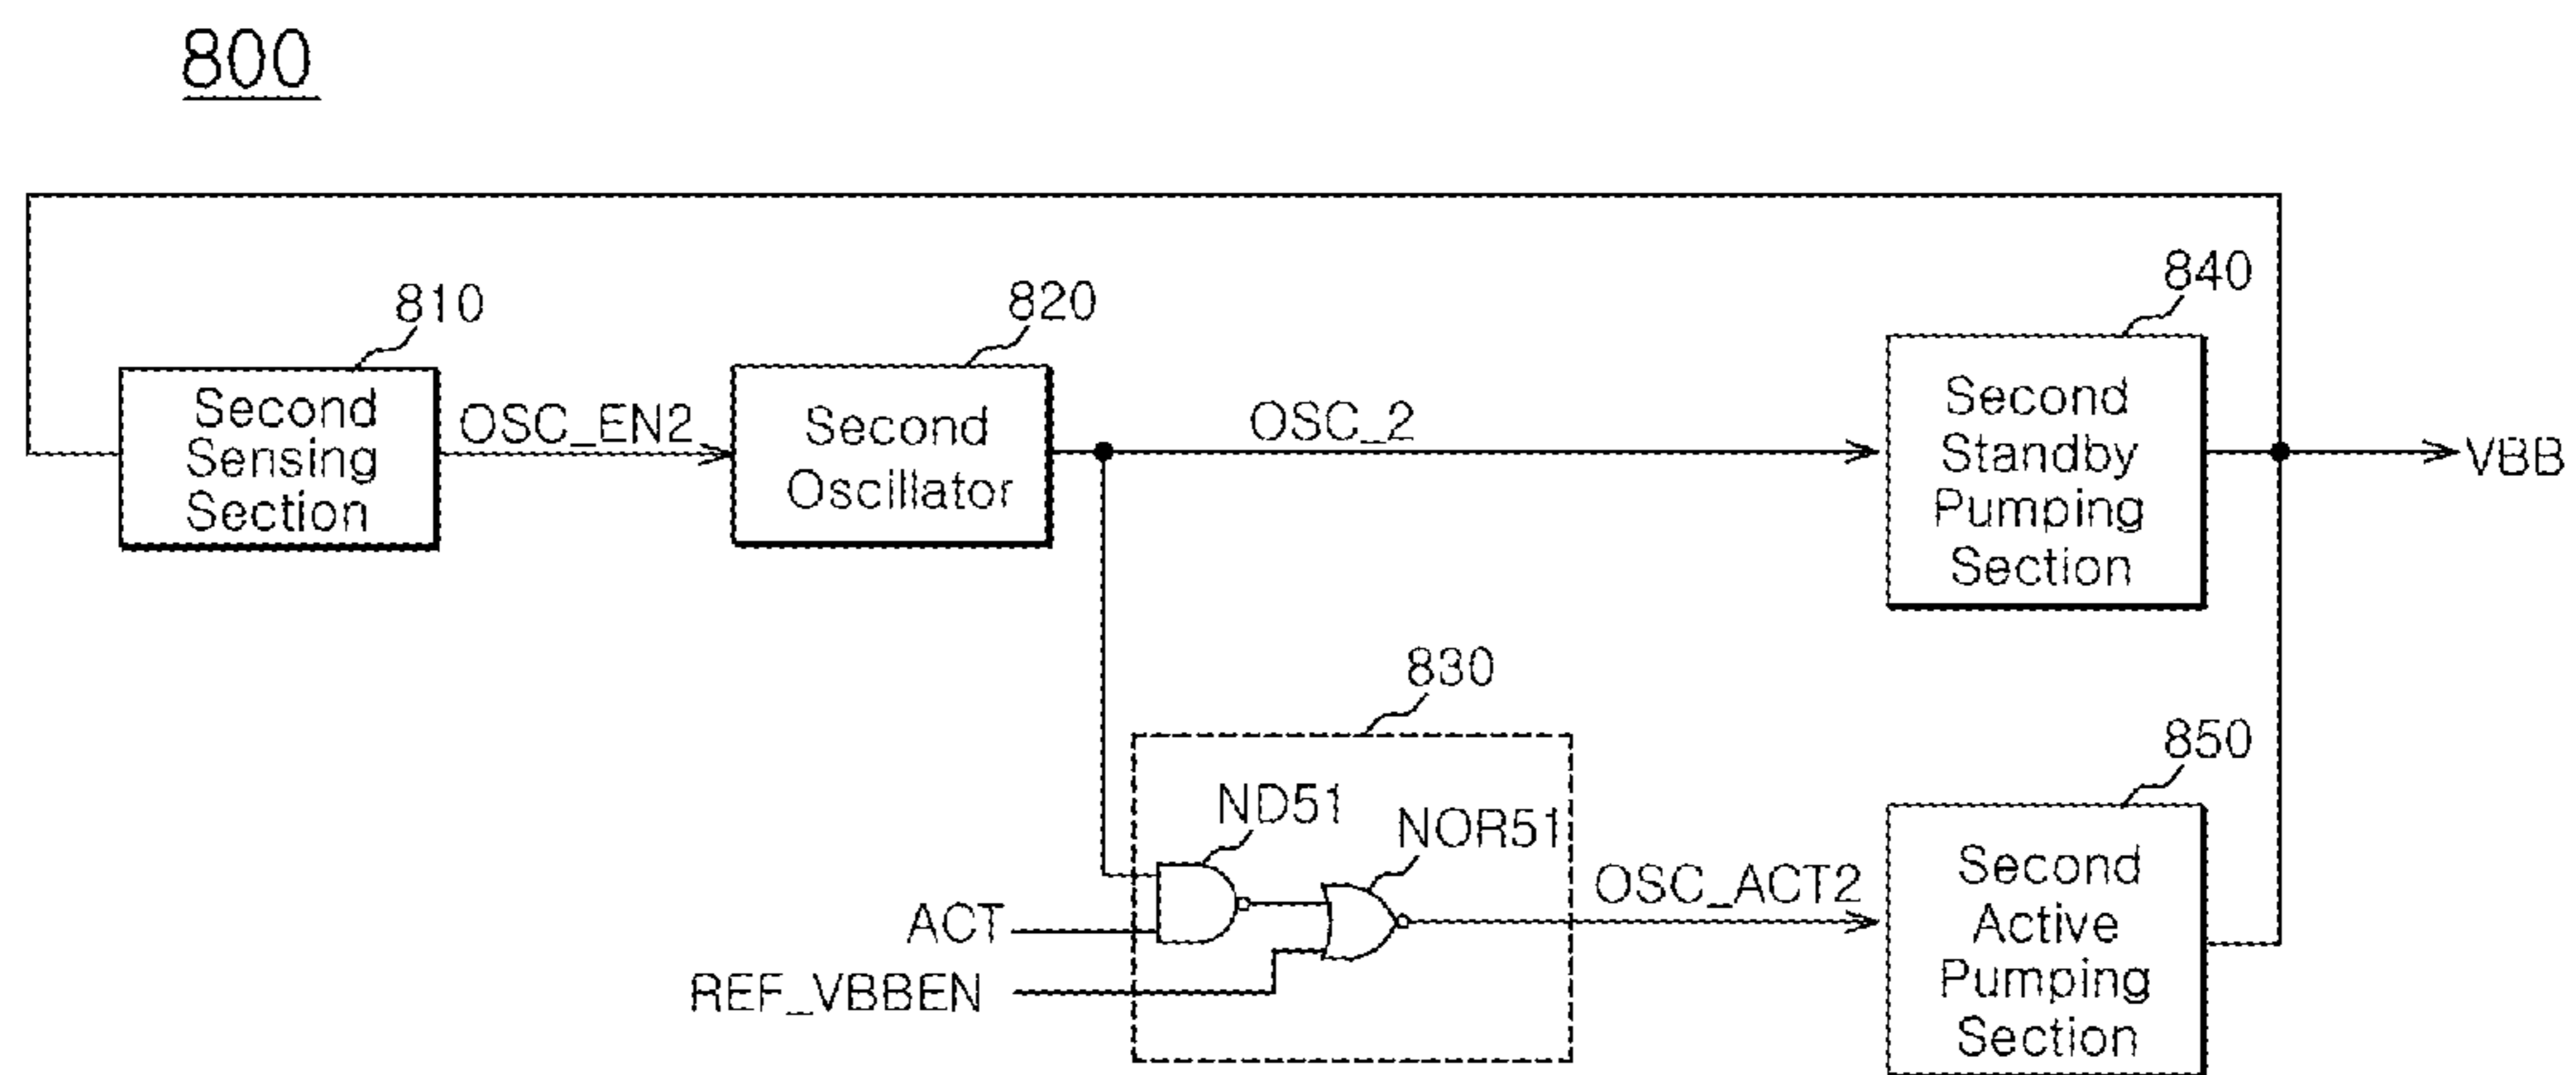 800
810
Second
Sensing
Section
OSC_EN2
820
Second
Oscillator
OSC_2
840
Second
Standby
Pumping
Section
VBB
830
ND51
NOR51
ACT
REF_VBBEN
OSC_ACT2
850
Second
Active
Pumping
Section